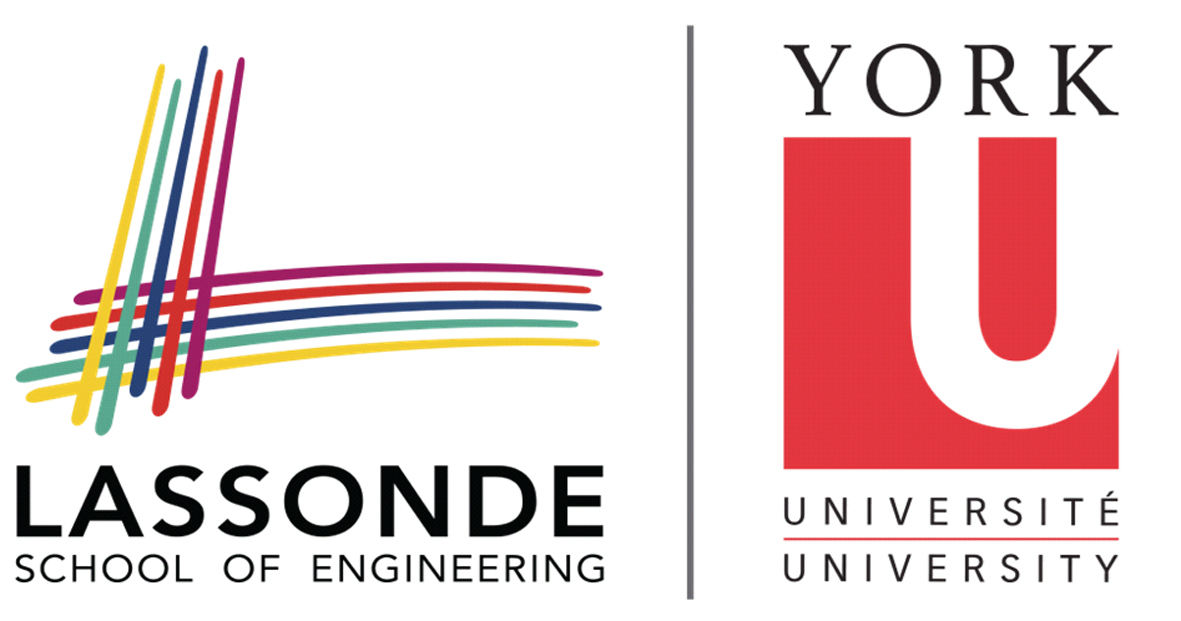 LASSONDE
SCHOOL OF ENGINEERING
YORK
U
UNIVERSITÉ
UNIVERSITY